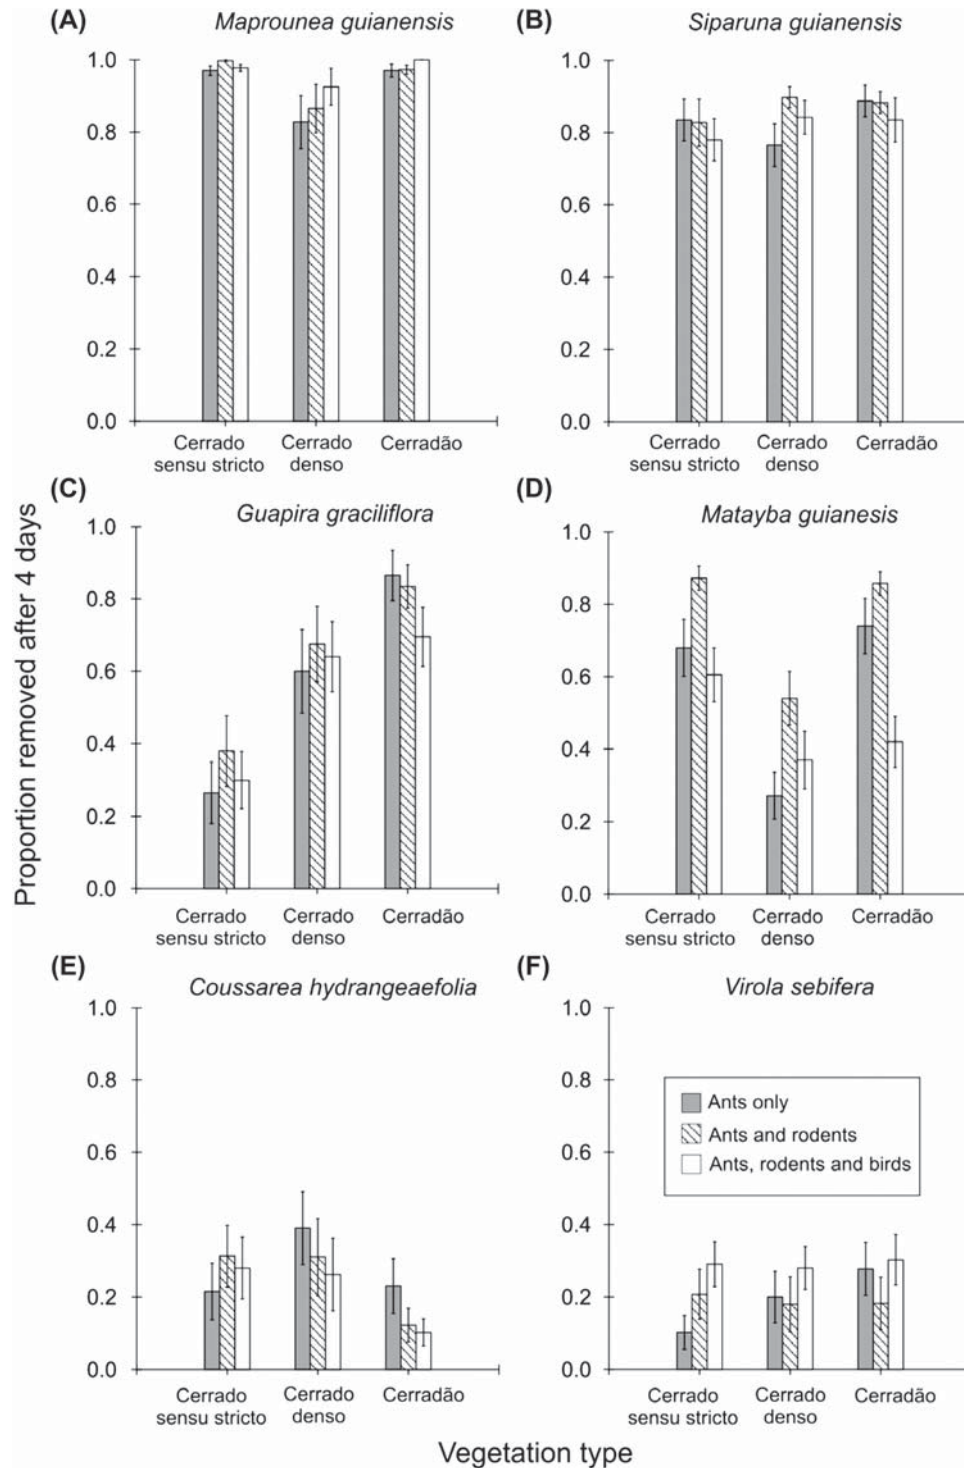 (A)
Maprounea guianensis
1.0
0.8
0.6
0.4
0.2
0.0
Cerrado
sensu stricto
Cerrado
denso
Cerradão
(B)
Siparuna guianensis
1.0
0.8
0.6
0.4
0.2
0.0
Cerrado
sensu stricto
Cerrado
denso
Cerradão
(C)
Guapira graciliflora
1.0
0.8
0.6
0.4
0.2
0.0
Cerrado
sensu stricto
Cerrado
denso
Cerradão
(D)
Matayba guianesis
1.0
0.8
0.6
0.4
0.2
0.0
Cerrado
sensu stricto
Cerrado
denso
Cerradão
(E)
Coussarea hydrangeaefolia
1.0
0.8
0.6
0.4
0.2
0.0
Cerrado
sensu stricto
Cerrado
denso
Cerradão
(F)
Virola sebifera
1.0
0.8
0.6
0.4
0.2
0.0
Ants only
Ants and rodents
Ants, rodents and birds
Cerrado
sensu stricto
Cerrado
denso
Cerradão
Proportion removed after 4 days
Vegetation type